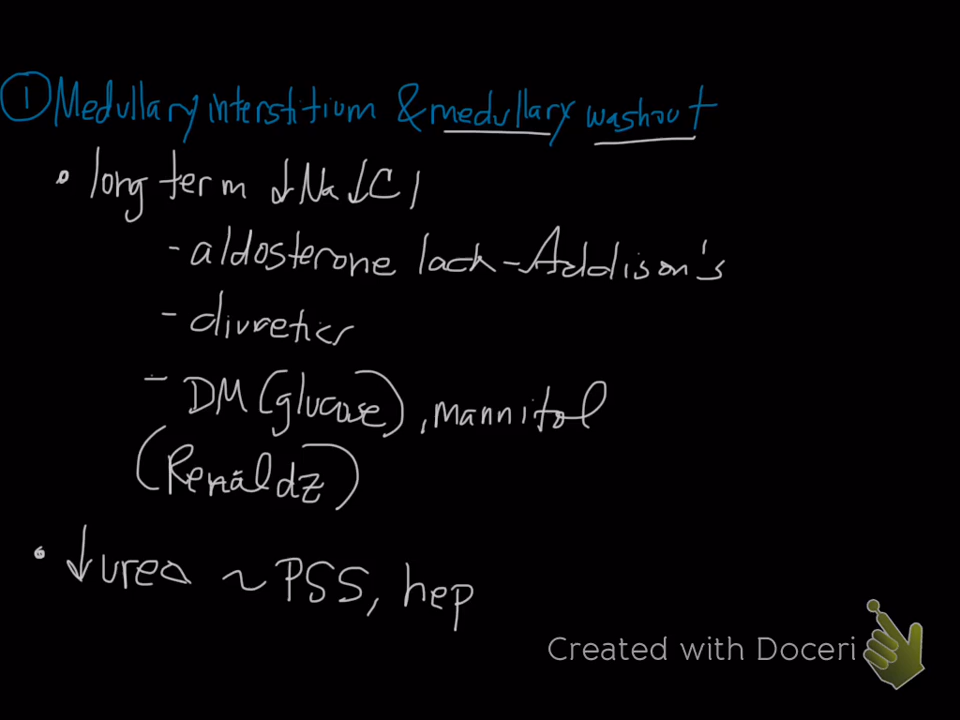 ① Medullary interstitium & medullary washout
• long term ↓Na ↓Cl
- aldosterone lack - Addison's
- diuretics
- DM (glucose), mannitol
(Renal dz)
• ↓urea ~ PSS, hep
Created with Doceri